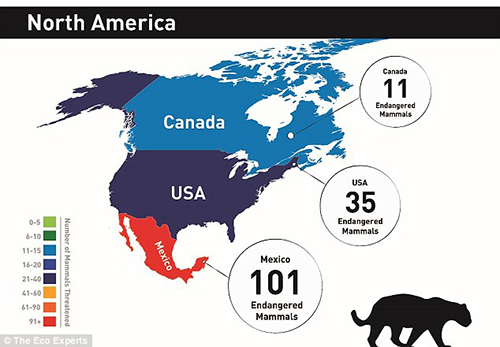 North America
Canada
11
Endangered
Mammals
Canada
USA
USA
35
Endangered
Mammals
Mexico
Mexico
101
Endangered
Mammals
Number of Mammals Threatened
0-5
6-10
11-15
16-20
21-40
41-60
61-90
91+
© The Eco Experts